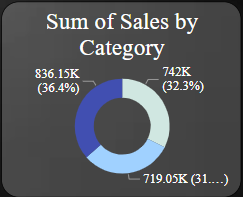 Sum of Sales by
Category
836.15K
(36.4%)
742K
(32.3%)
719.05K (31....)